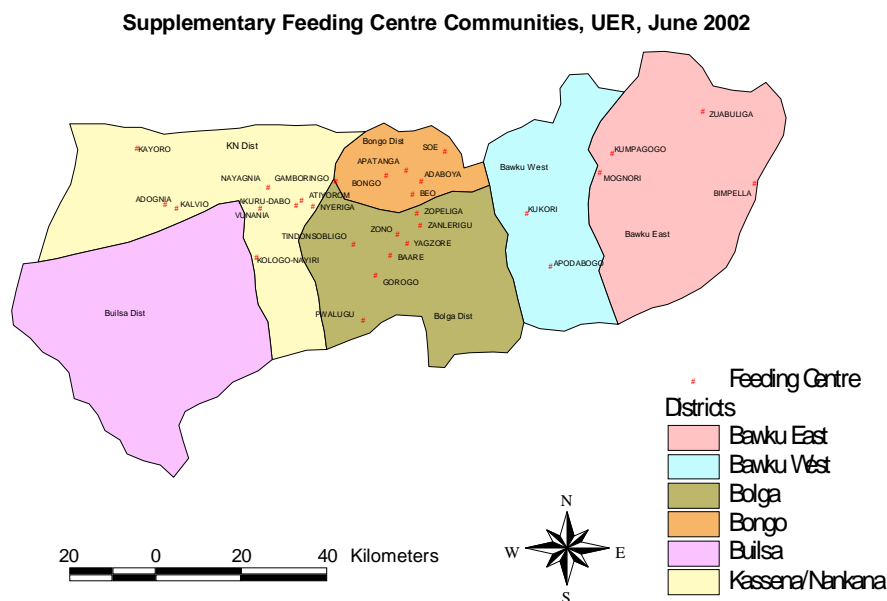 Supplementary Feeding Centre Communities, UER, June 2002
ZUABULIGA
Bongo Dist
SOE
KAYORO
KN Dist
KUMPAGOGO
APATANGA
Bawku West
NAYAGNIA
GAMBORINGO
BONGO
ADABOYA
MOGNORI
BIMPELLA
ADOGNIA
KALVIO
AKURU-DABO
ATIYOROM
BEO
VUNANIA
NYERIGA
ZOPELIGA
KUKORI
ZONO
ZANLERIGU
Bawku East
TINDONSOBLIGO
YAGZORE
KOLOGO-NAYIRI
BAARE
APODABOGO
GOROGO
Builsa Dist
PWALUGU
Bolga Dist
# Feeding Centre
Districts
Bawku East
Bawku West
Bolga
Bongo
Builsa
Kassena/Nankana
N
W E
S
20 0 20 40 Kilometers